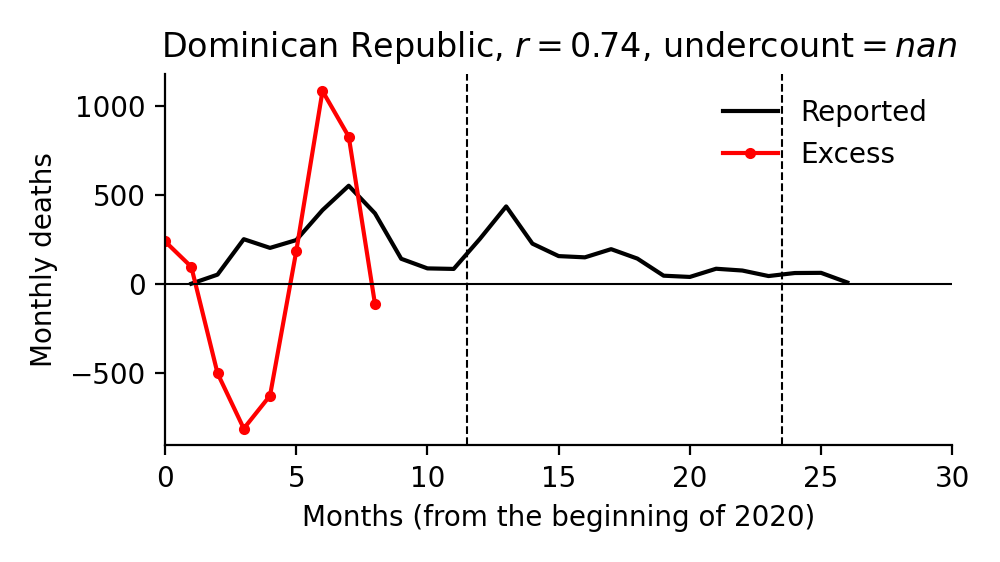 Dominican Republic, r = 0.74, undercount = nan
Reported
Excess
Monthly deaths
1000
500
0
−500
0 5 10 15 20 25 30
Months (from the beginning of 2020)